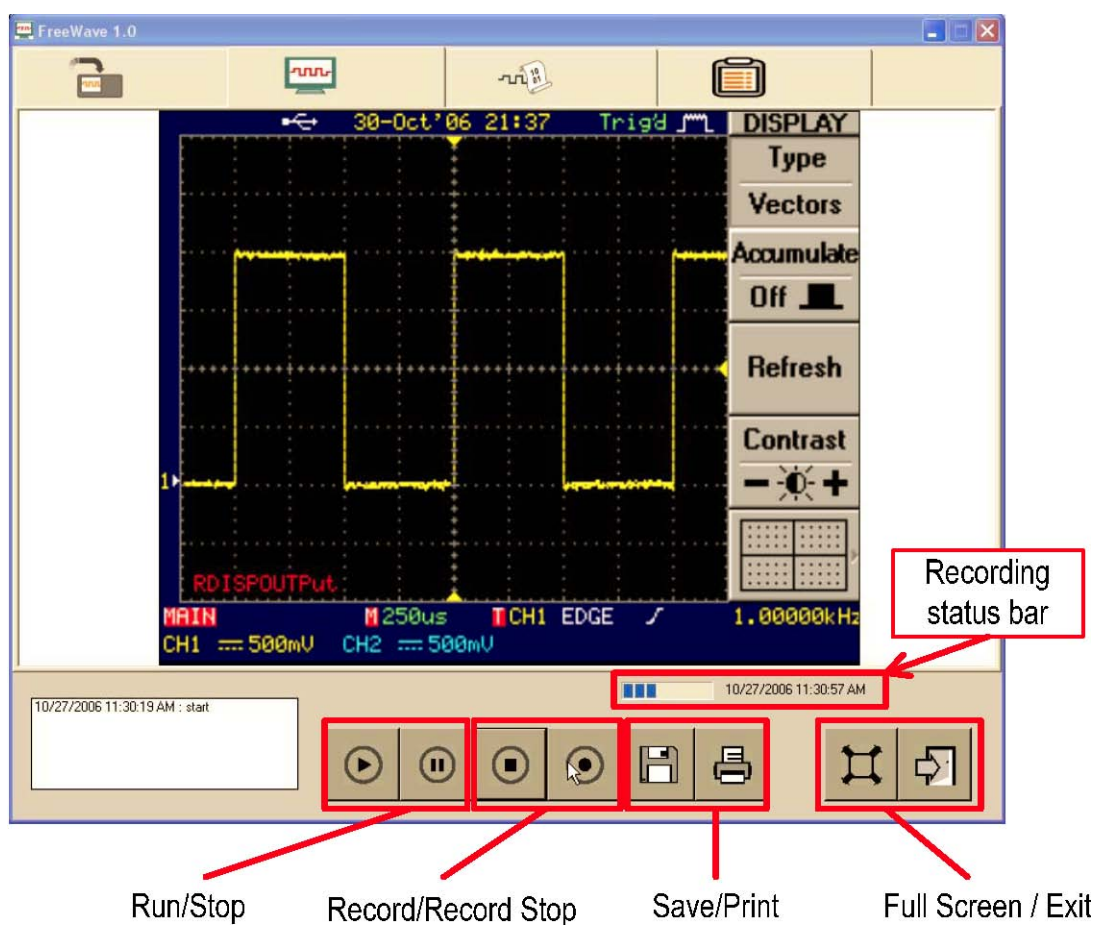 FreeWave 1.0
30-Oct'06 21:37 Trig'd DISPLAY
Type
Vectors
Accumulate
Off
Refresh
Contrast
1
RDISPOUTPut
MAIN M 250us T CH1 EDGE 1.00000kHz
CH1 500mV CH2 500mV
Recording
status bar
10/27/2006 11:30:57 AM
10/27/2006 11:30:19 AM : start
Run/Stop
Record/Record Stop
Save/Print
Full Screen / Exit